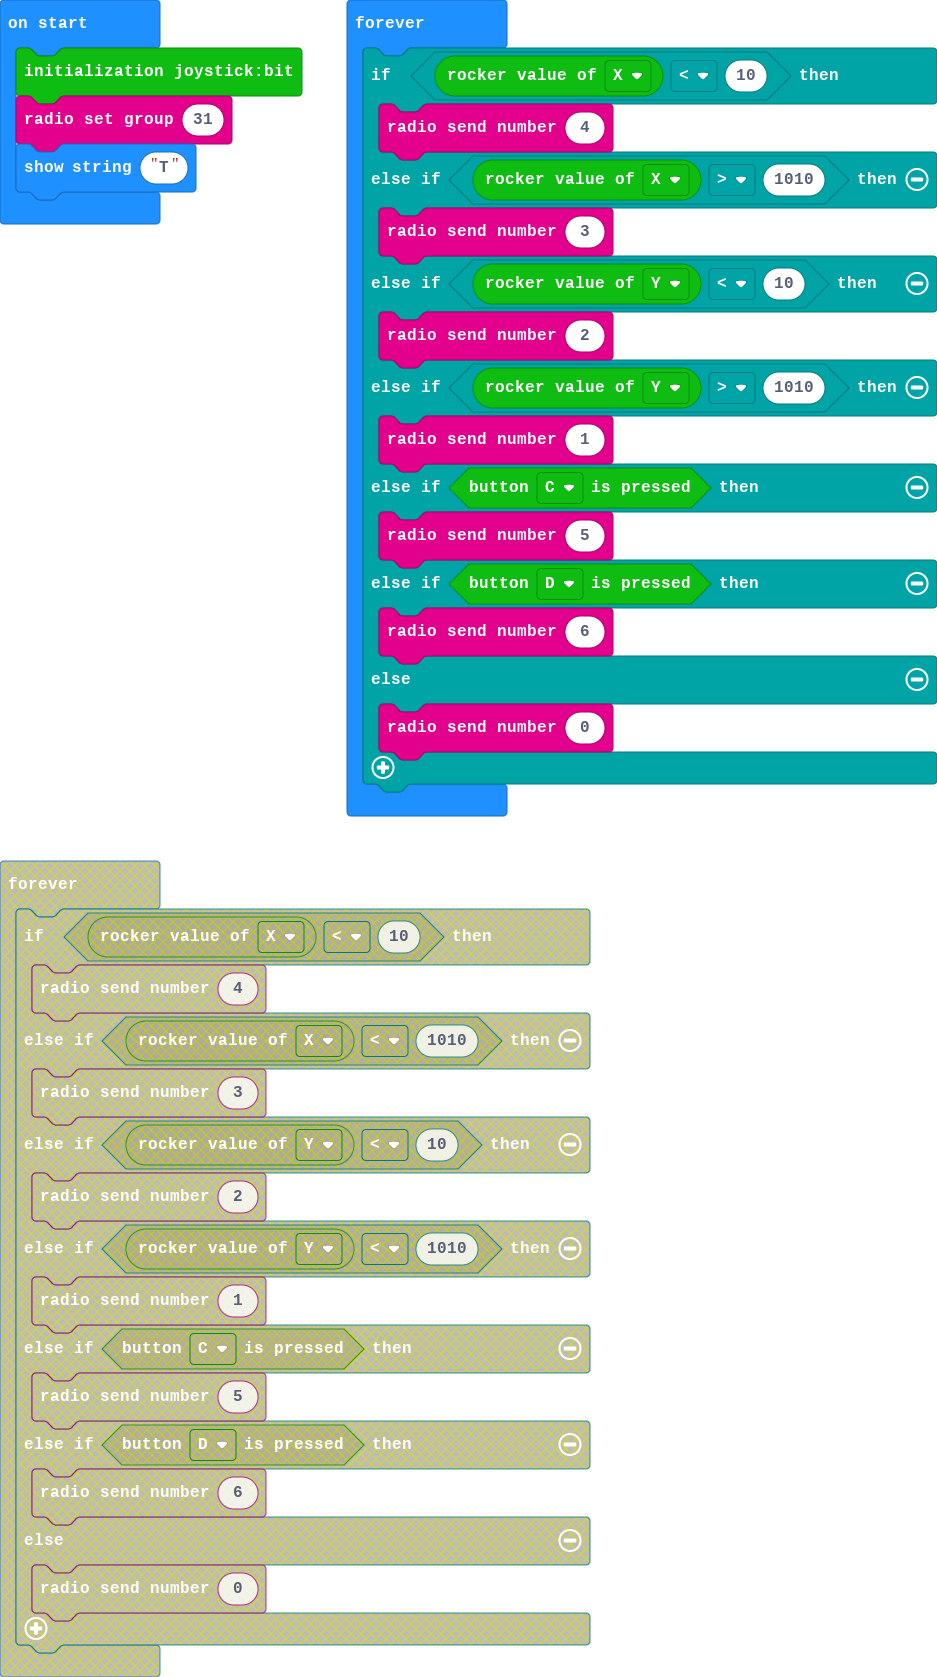 on start
initialization joystick:bit
radio set group 31
show string "T"
forever
if rocker value of X < 10 then
radio send number 4
else if rocker value of X > 1010 then
radio send number 3
else if rocker value of Y < 10 then
radio send number 2
else if rocker value of Y > 1010 then
radio send number 1
else if button C is pressed then
radio send number 5
else if button D is pressed then
radio send number 6
else
radio send number 0
forever
if rocker value of X < 10 then
radio send number 4
else if rocker value of X < 1010 then
radio send number 3
else if rocker value of Y < 10 then
radio send number 2
else if rocker value of Y < 1010 then
radio send number 1
else if button C is pressed then
radio send number 5
else if button D is pressed then
radio send number 6
else
radio send number 0